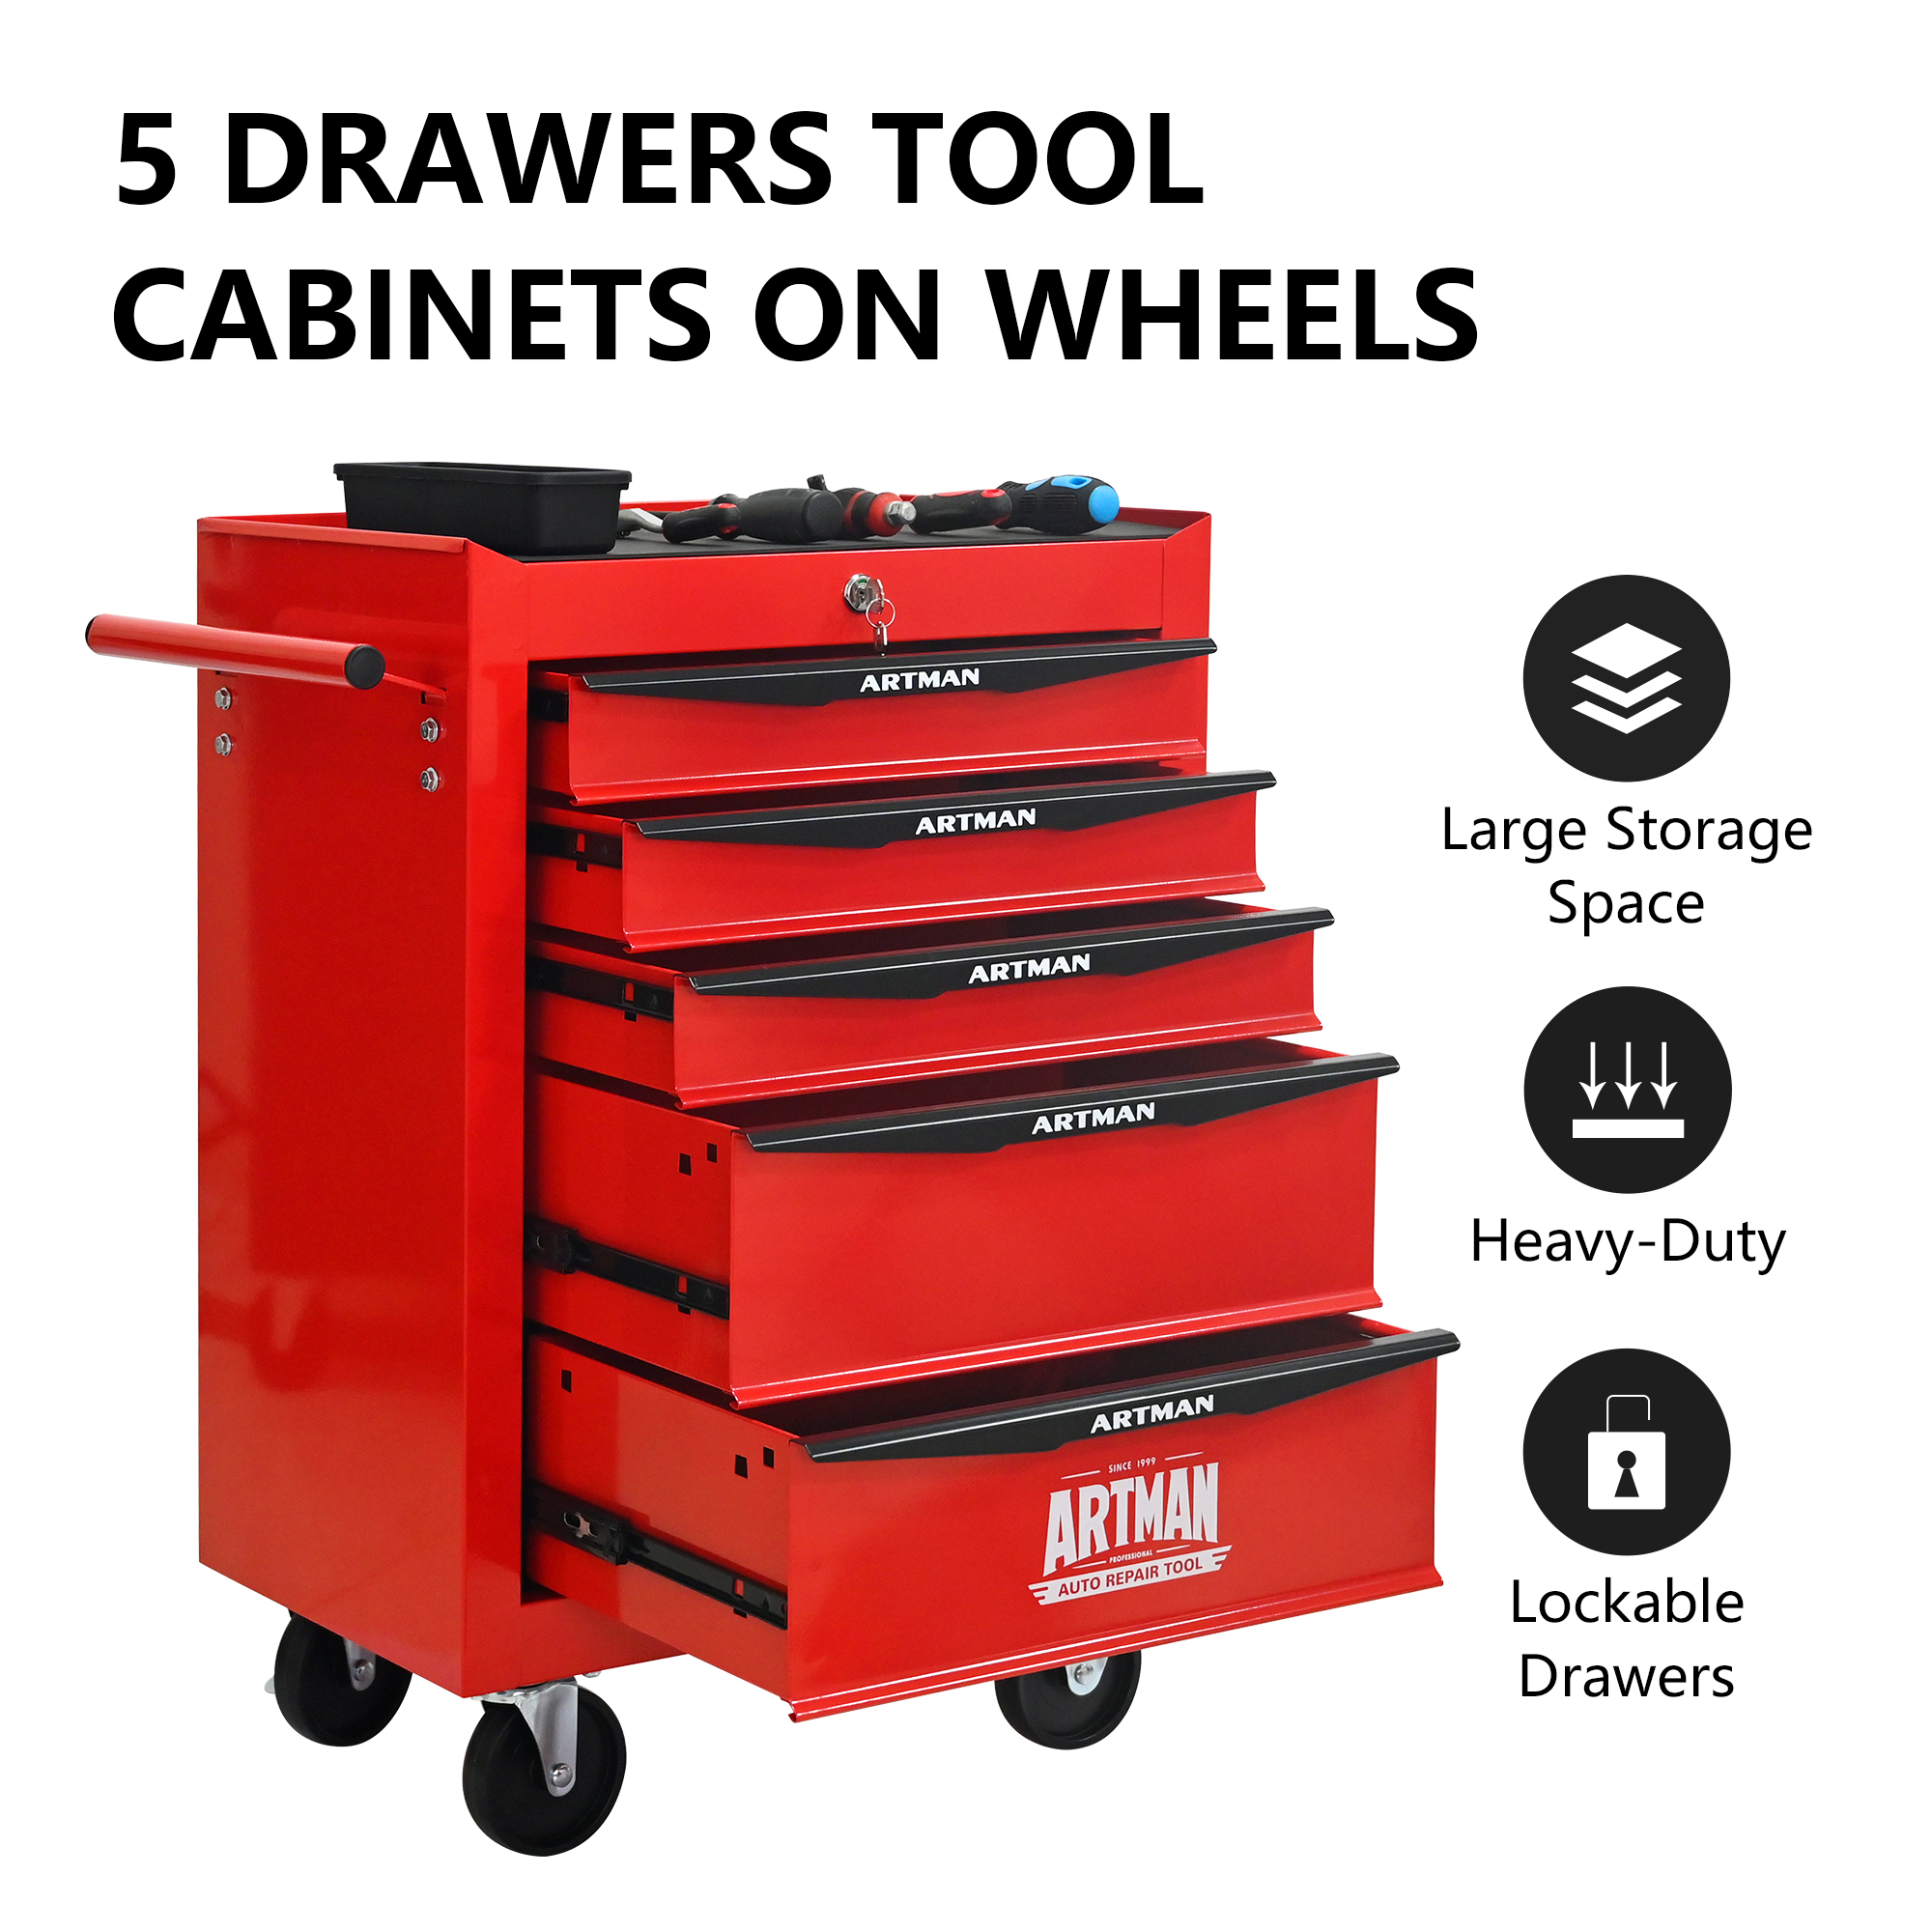 5 DRAWERS TOOL
CABINETS ON WHEELS
ARTMAN
ARTMAN
ARTMAN
ARTMAN
ARTMAN
SINCE 1999
ARTMAN
PROFESSIONAL
AUTO REPAIR TOOL
Large Storage
Space
Heavy-Duty
Lockable
Drawers